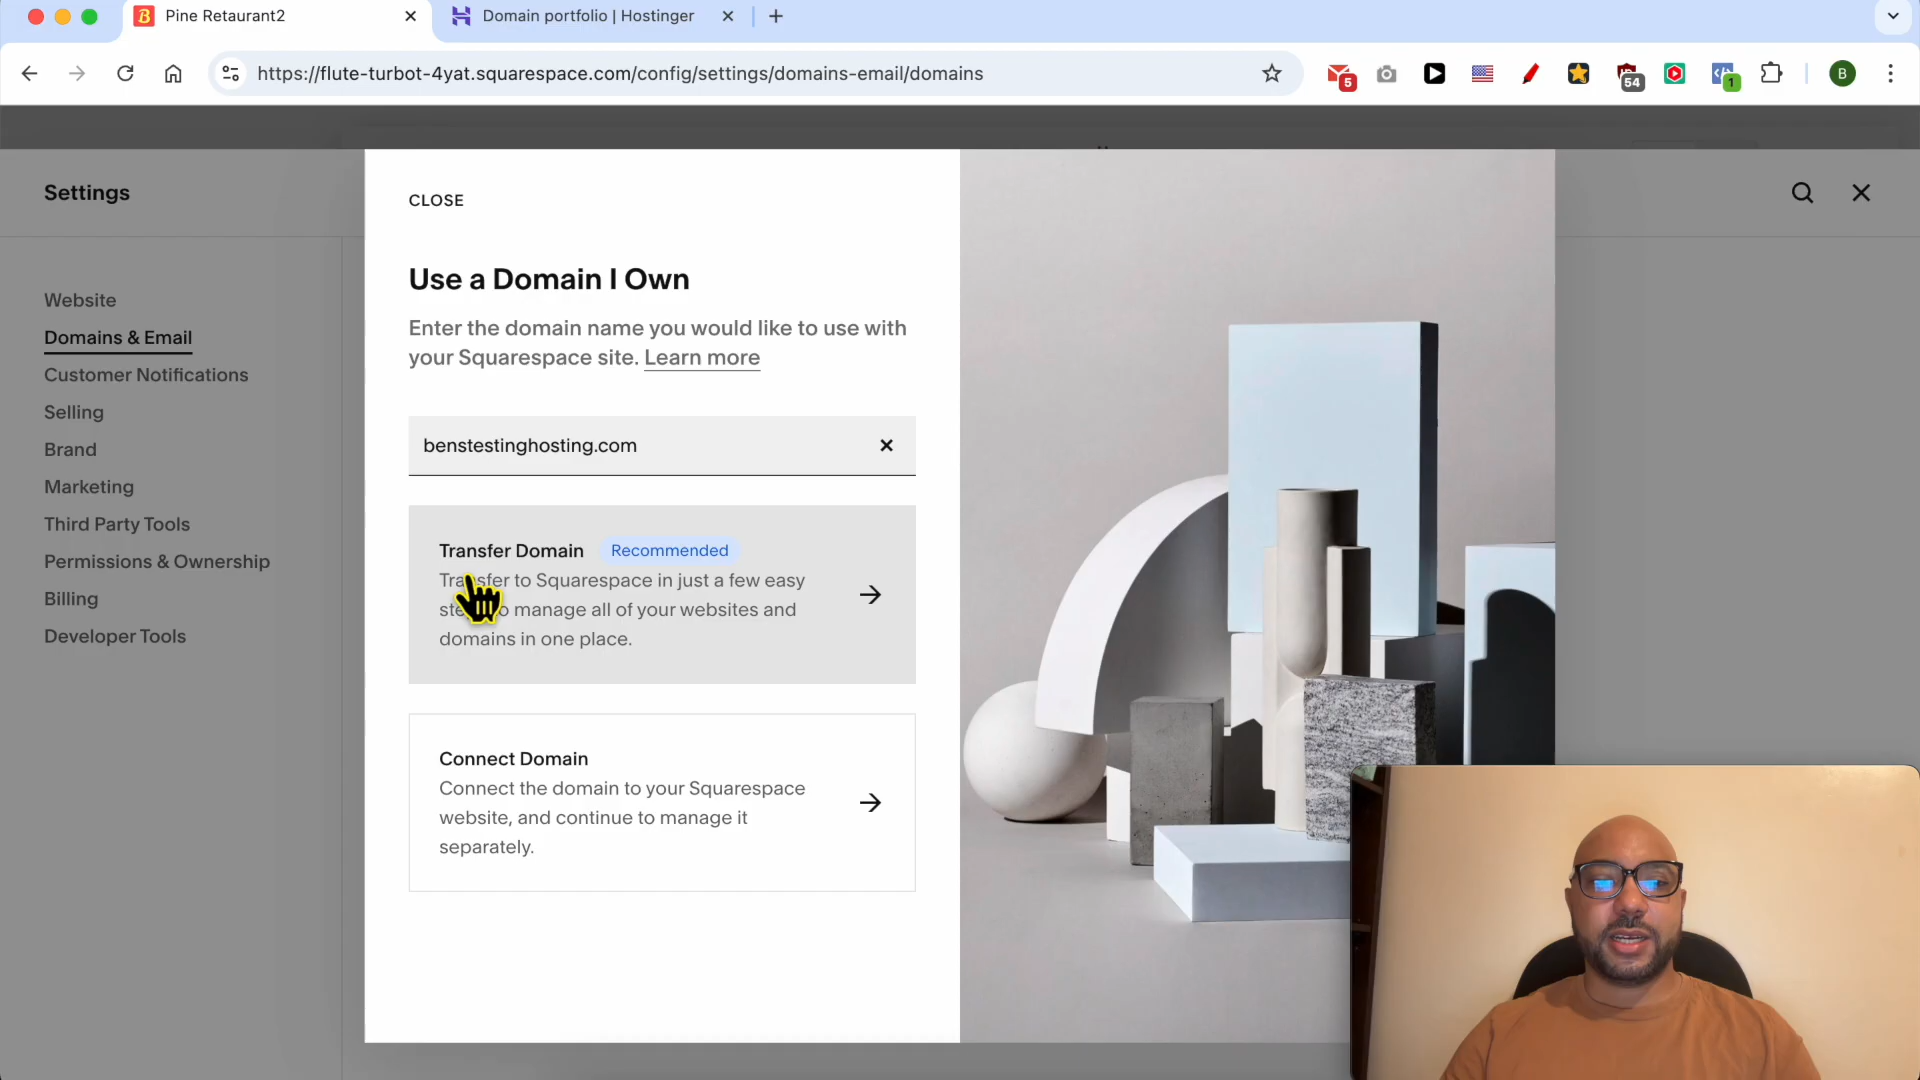 Pine Retaurant2
Domain portfolio | Hostinger
https://flute-turbot-4yat.squarespace.com/config/settings/domains-email/domains
5
54
1
B
Settings
Website
Domains & Email
Customer Notifications
Selling
Brand
Marketing
Third Party Tools
Permissions & Ownership
Billing
Developer Tools
CLOSE
Use a Domain I Own
Enter the domain name you would like to use with
your Squarespace site. Learn more
benstestinghosting.com
Transfer Domain Recommended
Transfer to Squarespace in just a few easy
manage all of your websites and
domains in one place.
Connect Domain
Connect the domain to your Squarespace
website, and continue to manage it
separately.